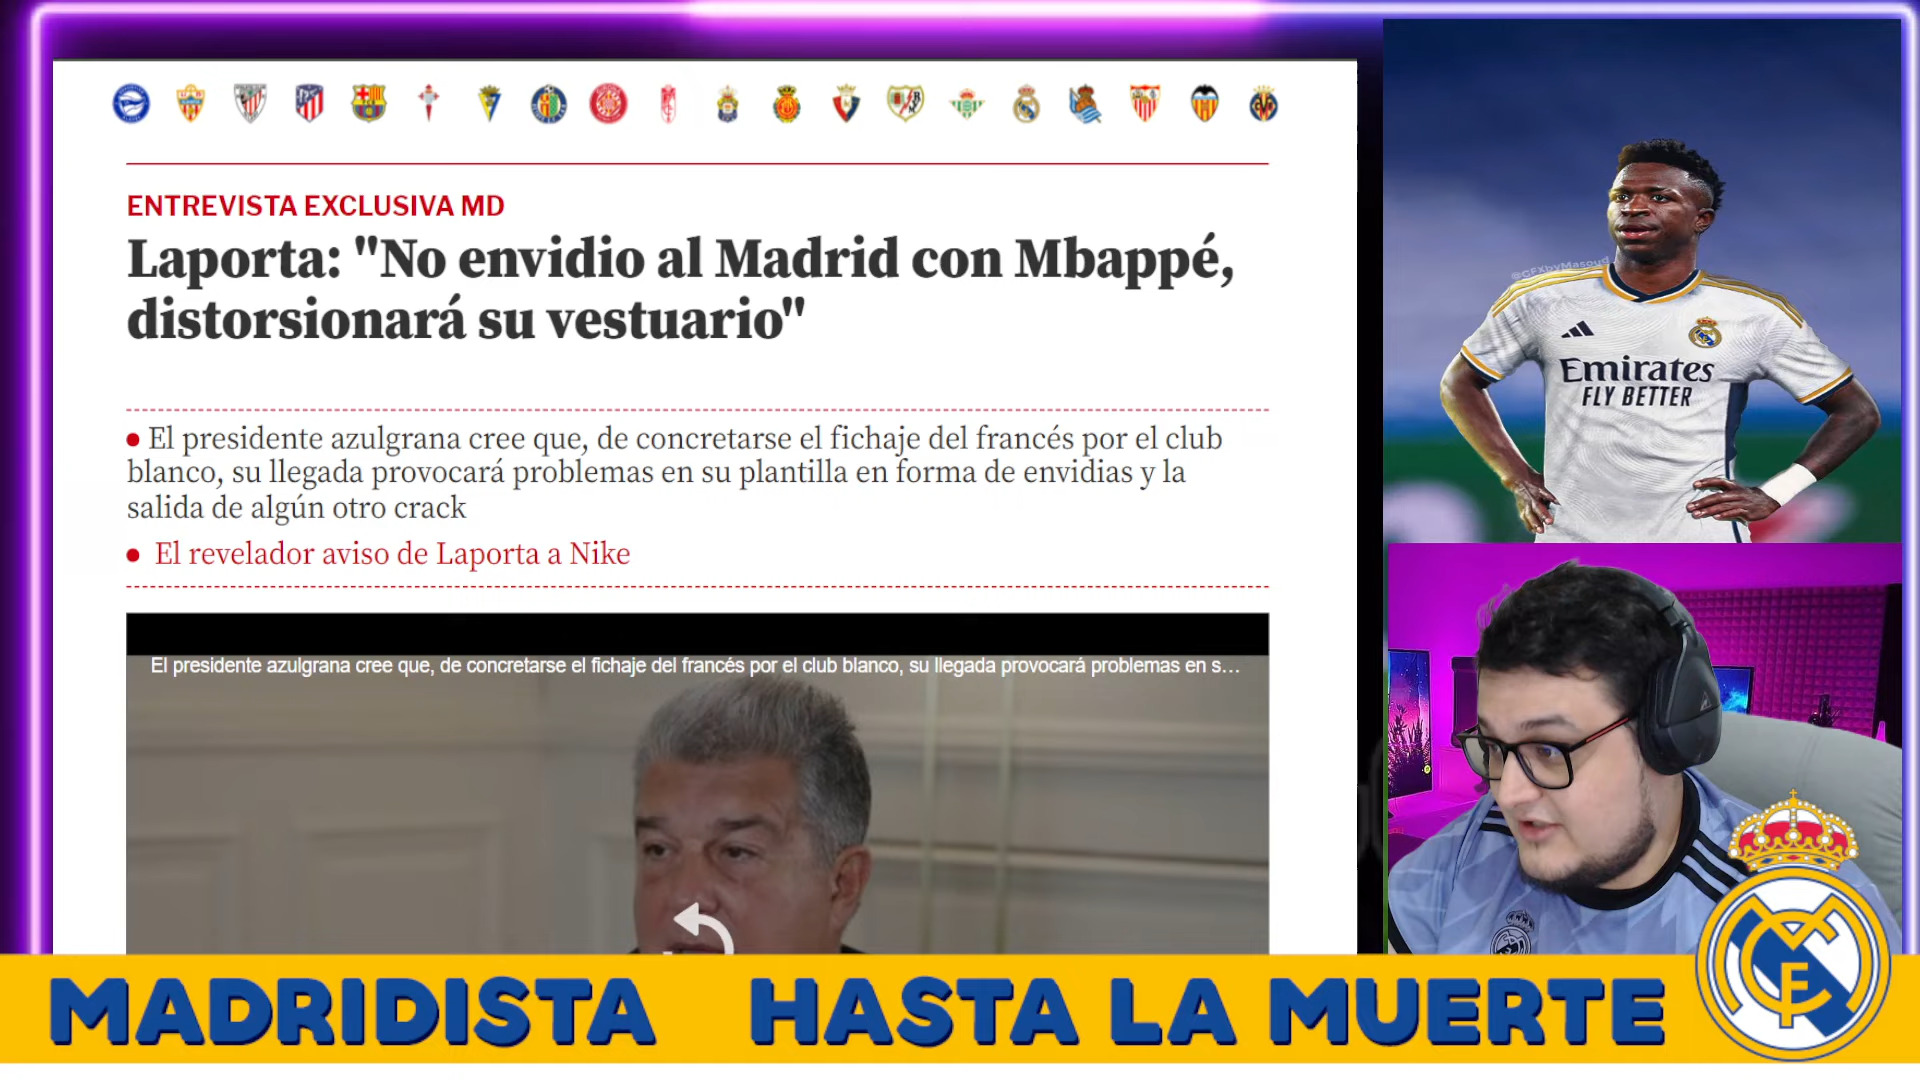 ENTREVISTA EXCLUSIVA MD
Laporta: "No envidio al Madrid con Mbappé,
distorsionará su vestuario"
El presidente azulgrana cree que, de concretarse el fichaje del francés por el club
blanco, su llegada provocará problemas en su plantilla en forma de envidias y la
salida de algún otro crack
El revelador aviso de Laporta a Nike
El presidente azulgrana cree que, de concretarse el fichaje del francés por el club blanco, su llegada provocará problemas en s...
@GFXbyMasoud
Emirates
FLY BETTER
MADRIDISTA HASTA LA MUERTE